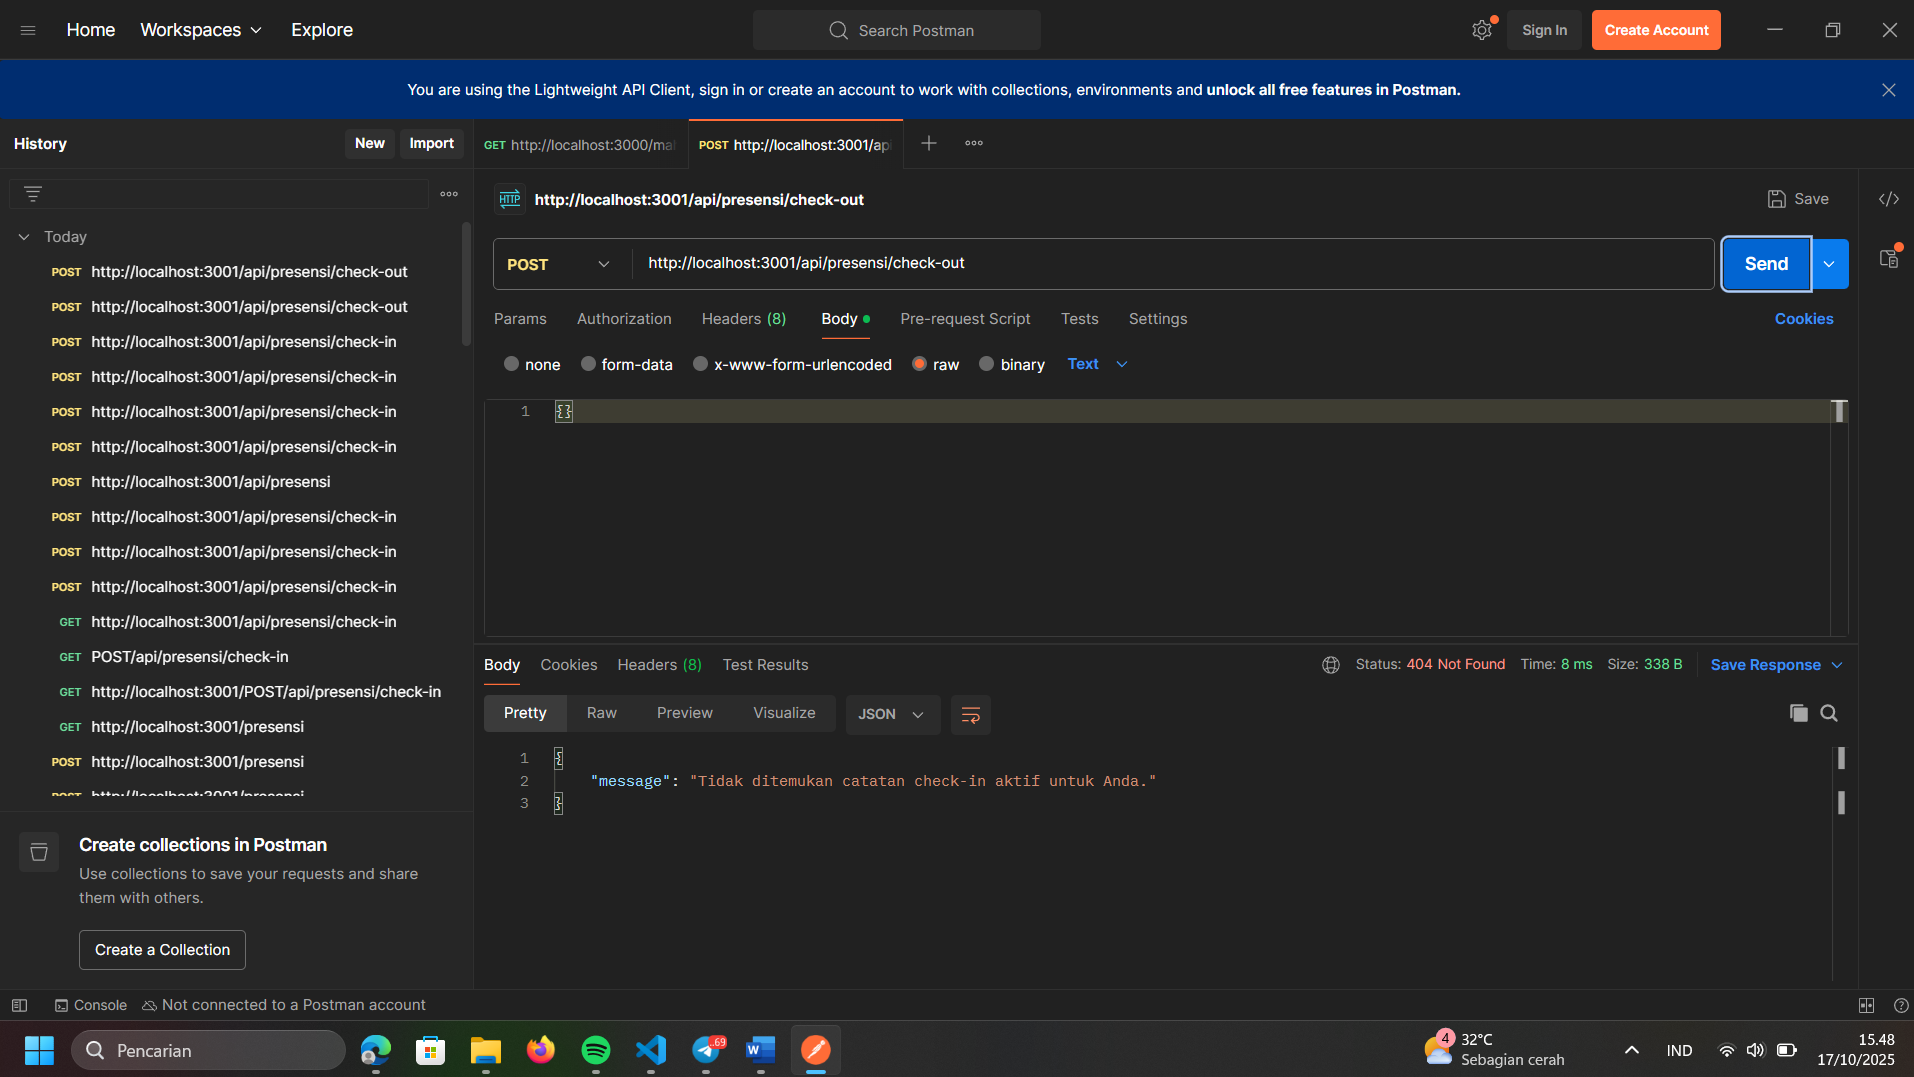 Home Workspaces Explore Search Postman Sign In Create Account
You are using the Lightweight API Client, sign in or create an account to work with collections, environments and unlock all free features in Postman.
History New Import
GET http://localhost:3000/mal POST http://localhost:3001/api
HTTP http://localhost:3001/api/presensi/check-out Save
Today
POST http://localhost:3001/api/presensi/check-out
POST http://localhost:3001/api/presensi/check-out
POST http://localhost:3001/api/presensi/check-in
POST http://localhost:3001/api/presensi/check-in
POST http://localhost:3001/api/presensi/check-in
POST http://localhost:3001/api/presensi/check-in
POST http://localhost:3001/api/presensi
POST http://localhost:3001/api/presensi/check-in
POST http://localhost:3001/api/presensi/check-in
POST http://localhost:3001/api/presensi/check-in
GET http://localhost:3001/api/presensi/check-in
GET POST/api/presensi/check-in
GET http://localhost:3001/POST/api/presensi/check-in
GET http://localhost:3001/presensi
POST http://localhost:3001/presensi
POST http://localhost:3001/presensi
Create collections in Postman
Use collections to save your requests and share
them with others.
Create a Collection
POST http://localhost:3001/api/presensi/check-out Send
Params Authorization Headers (8) Body Pre-request Script Tests Settings Cookies
none form-data x-www-form-urlencoded raw binary Text
1 {}
Body Cookies Headers (8) Test Results Status: 404 Not Found Time: 8 ms Size: 338 B Save Response
Pretty Raw Preview Visualize JSON
1 {
2 "message": "Tidak ditemukan catatan check-in aktif untuk Anda."
3 }
Console Not connected to a Postman account
Pencarian 69 W 4 32°C IND 15.48
Sebagian cerah 17/10/2025